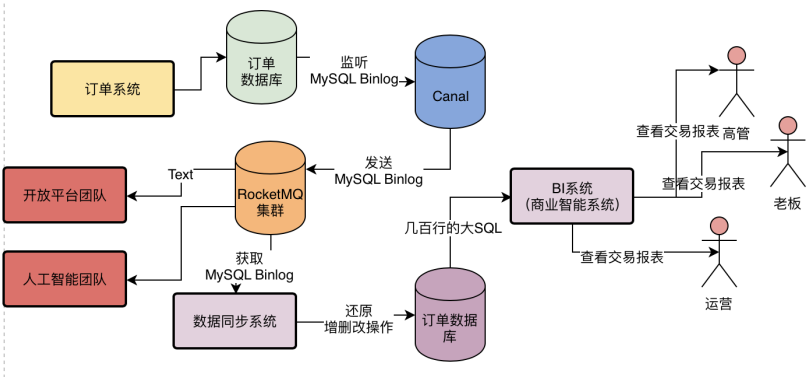 订单系统
订单
数据库
监听
MySQL Binlog
Canal
发送
MySQL Binlog
RocketMQ
集群
Text
开放平台团队
人工智能团队
获取
MySQL Binlog
数据同步系统
还原
增删改操作
订单数据
库
几百行的大SQL
BI系统
(商业智能系统)
查看交易报表
高管
查看交易报表
老板
查看交易报表
运营